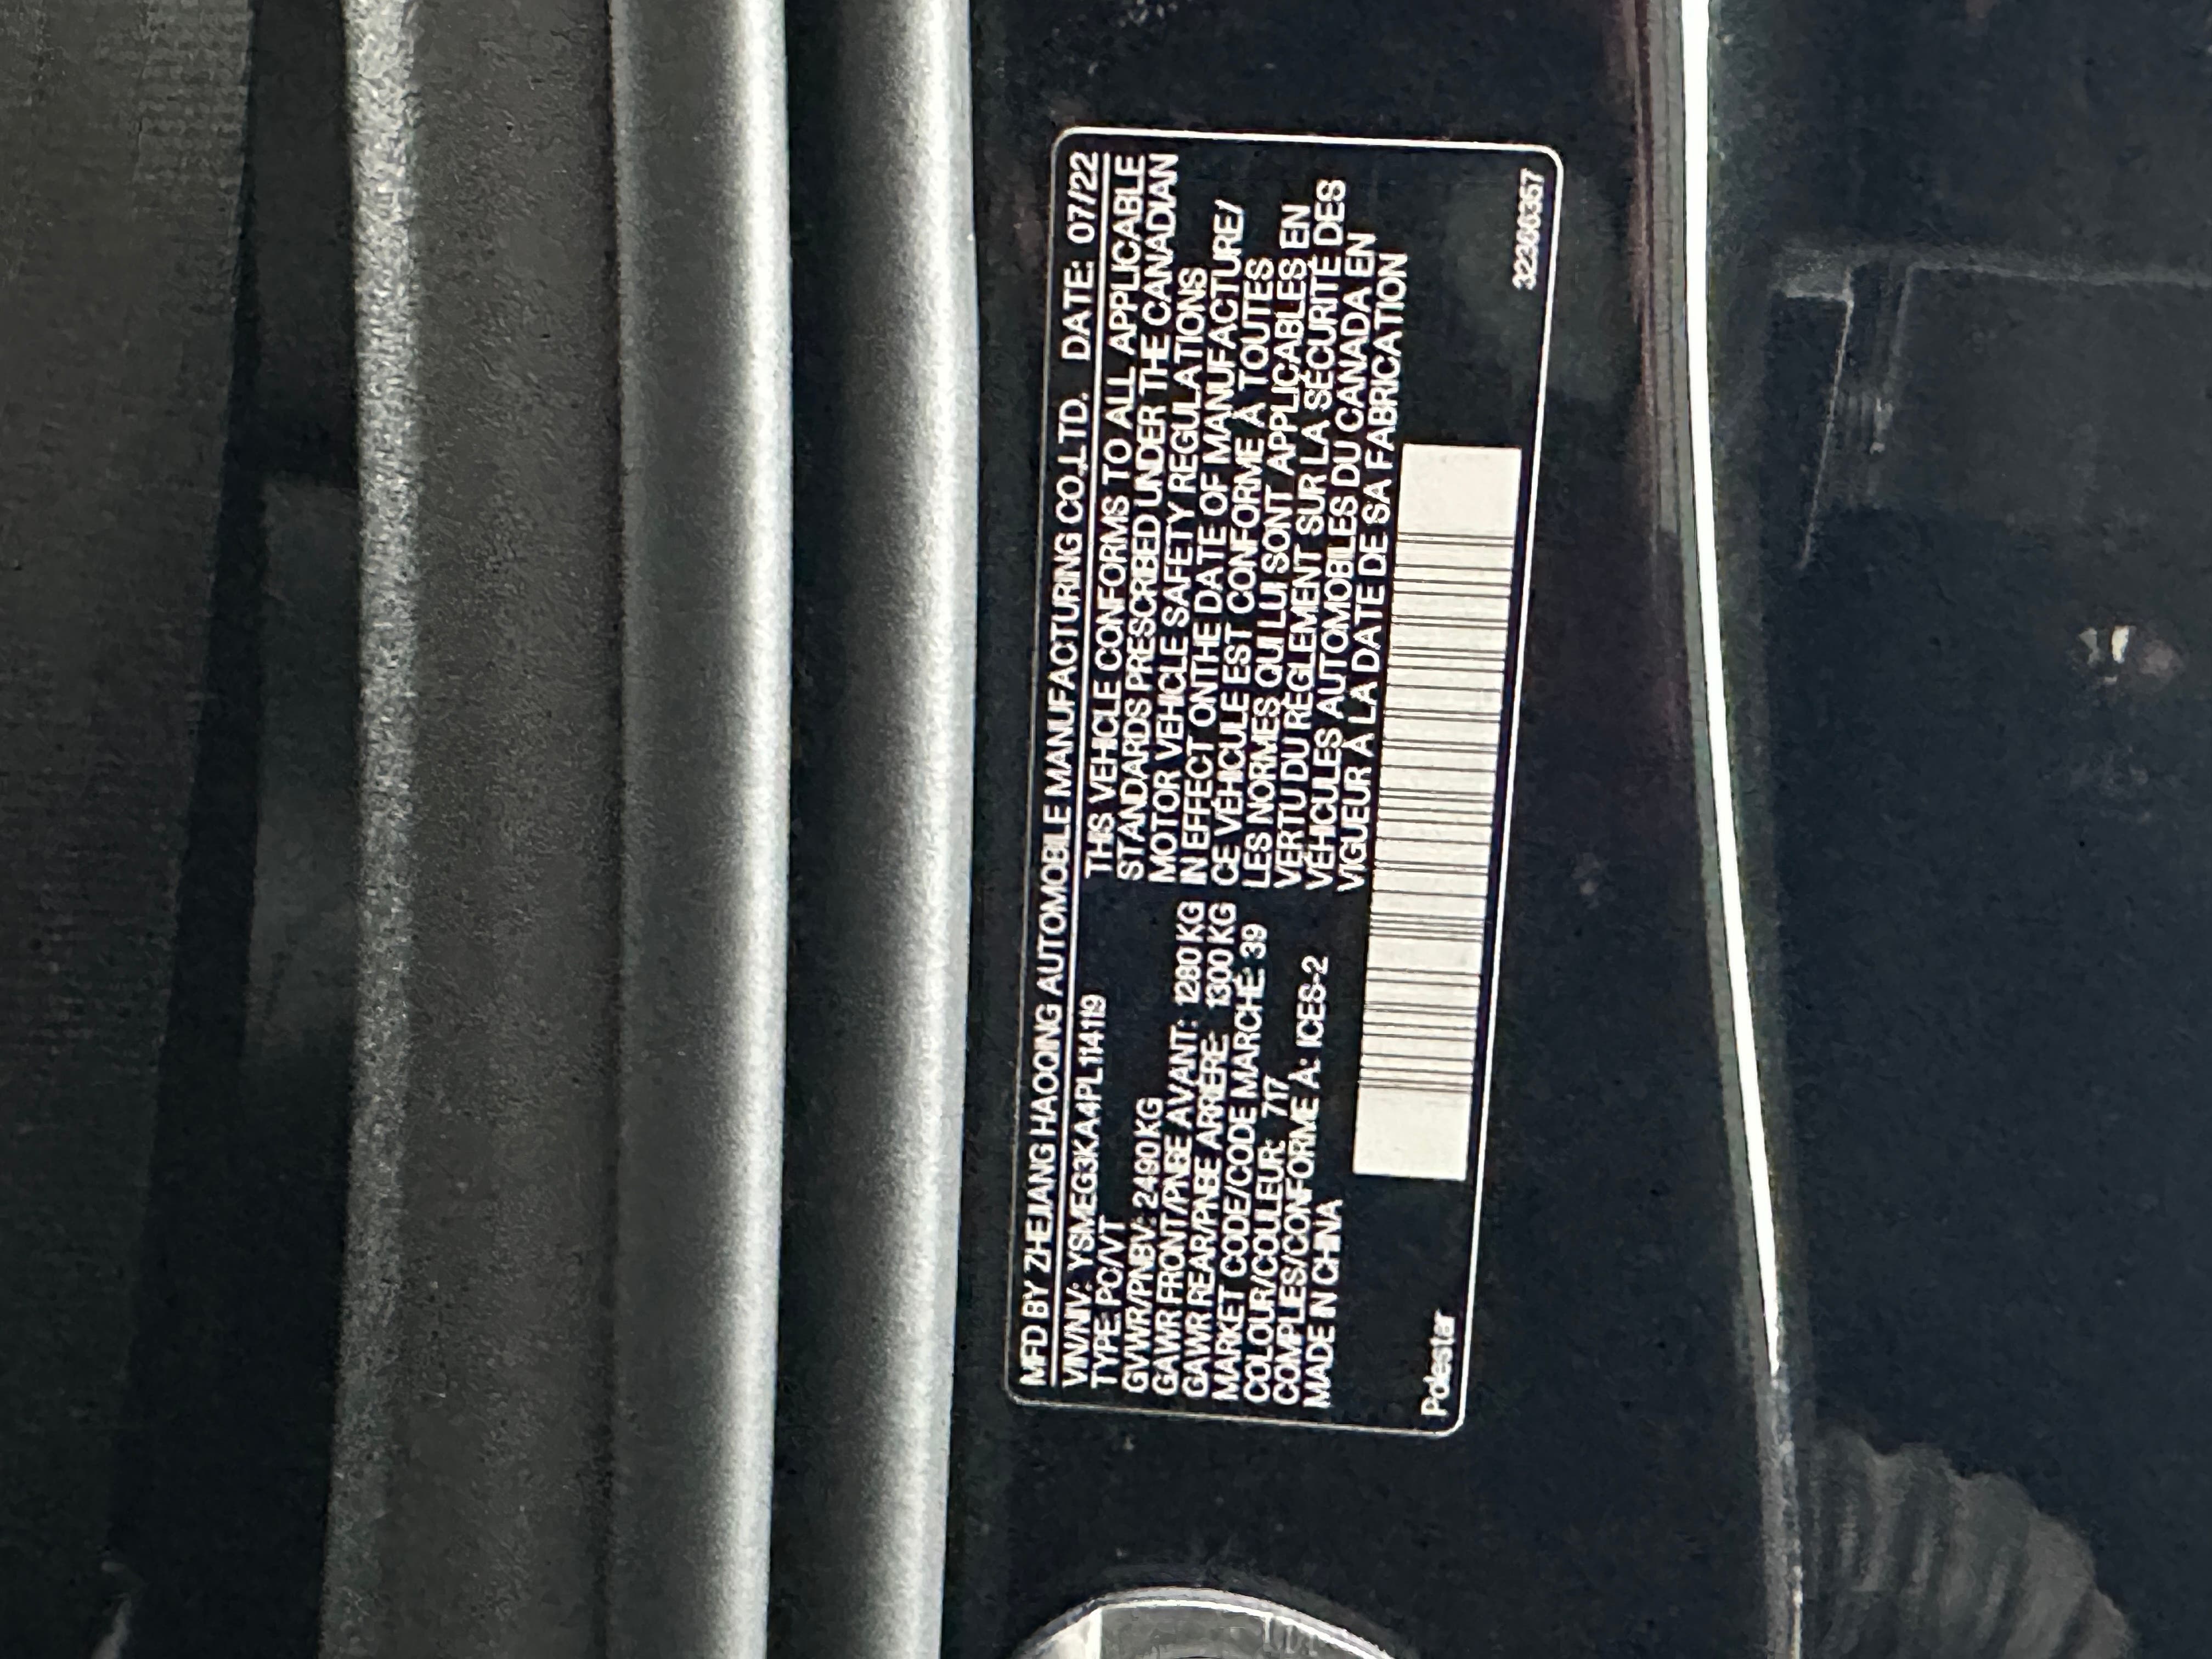 MFD BY ZHEJIANG HAOQING AUTOMOBILE MANUFACTURING CO.,LTD. DATE: 07/22
VIN/NIV: YSMEG3KA4PL114119
TYPE: PC/VT
GVWR/PNBV: 2490 KG
GAWR FRONT/PNBE AVANT: 1280 KG
GAWR REAR/PNBE ARRIÈRE: 1300 KG
MARKET CODE/CODE MARCHÉ: 39
COLOUR/COULEUR: 717
COMPLIES/CONFORME À: ICES-2
MADE IN CHINA
THIS VEHICLE CONFORMS TO ALL APPLICABLE
STANDARDS PRESCRIBED UNDER THE CANADIAN
MOTOR VEHICLE SAFETY REGULATIONS
IN EFFECT ON THE DATE OF MANUFACTURE/
CE VÉHICULE EST CONFORME À TOUTES
LES NORMES QUI LUI SONT APPLICABLES EN
VERTU DU RÈGLEMENT SUR LA SÉCURITÉ DES
VÉHICULES AUTOMOBILES DU CANADA EN
VIGUEUR À LA DATE DE SA FABRICATION
Polestar